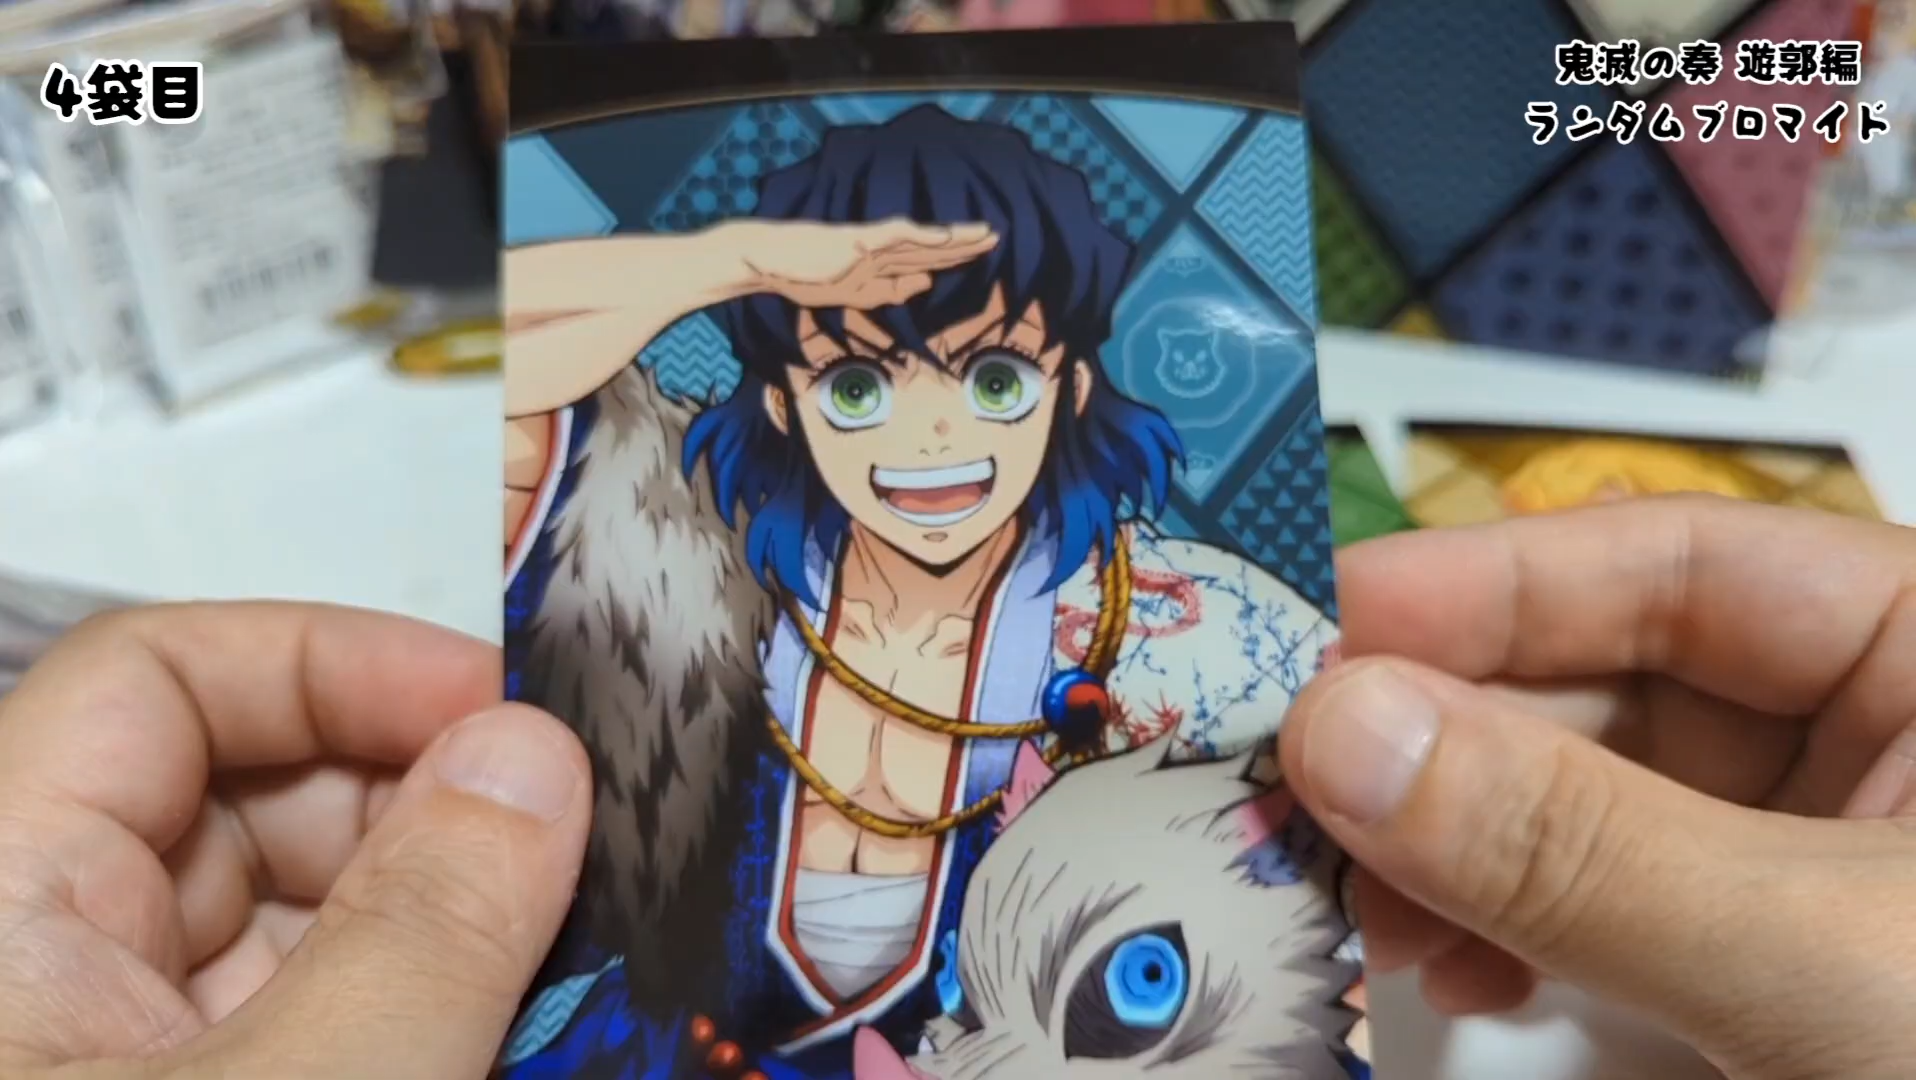 4袋目
鬼滅の奏 遊郭編
ランダムブロマイド